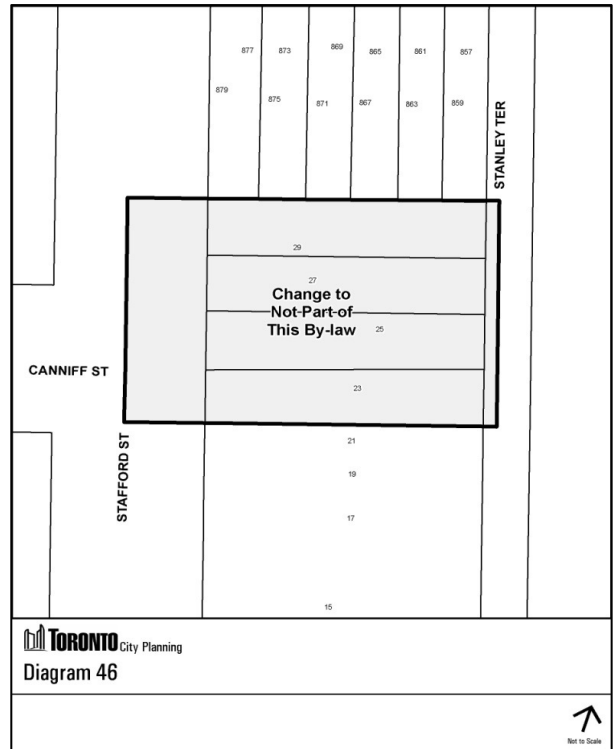 877 873 869 865 861 857
879 875 871 867 863 859
STANLEY TER
29
27
Change to
Not Part of
This By-law
25
CANNIFF ST
23
STAFFORD ST
21
19
17
15
TORONTO City Planning
Diagram 46
Not to Scale